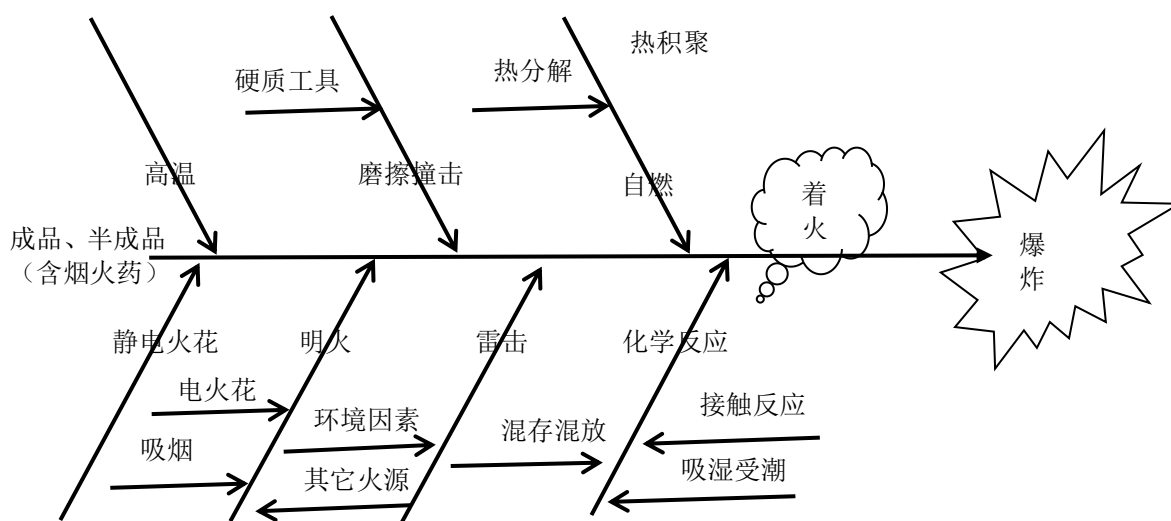 热积聚
热分解
硬质工具
高温
磨擦撞击
自燃
着
火
成品、半成品
（含烟火药）
爆
炸
静电火花
明火
雷击
化学反应
电火花
接触反应
环境因素
混存混放
吸烟
吸湿受潮
其它火源